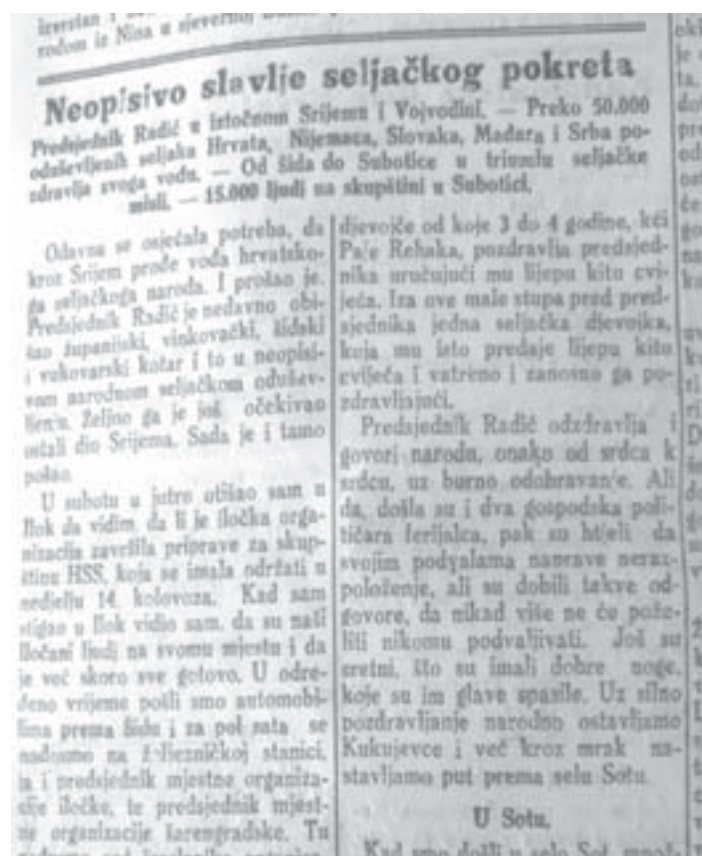 izvrstan i
rodom iz Nina u sjevernoj
Neopisivo slavlje seljačkog pokreta
Predsjednik Radić u istočnom Srijemu i Vojvodini. — Preko 50.000
oduševljenih seljaka Hrvata, Nijemaca, Slovaka, Mađara i Srba po-
zdravlja svoga vođu. — Od Šida do Subotice u triumfu seljačke
misli. — 15.000 ljudi na skupštini u Subotici.
Odavna se osjećala potreba, da
kroz Srijem prođe vođa hrvatsko-
ga seljačkoga naroda. I prošao je.
Predsjednik Radić je nedavno obi-
šao županijski, vinkovački, šidski
i vukovarski kotar i to u neopisi-
vom narodnom seljačkom odušev-
ljenju. Željno ga je još očekivao
ostali dio Srijema. Sada je i tamo
pošao.
U subotu u jutro otišao sam u
Ilok da vidim da li je iločka orga-
nizacija završila priprave za skup-
štinu HSS, koja se imala održati u
nedjelju 14. kolovoza. Kad sam
stigao u Ilok vidio sam, da su naši
Iločani ljudi na svomu mjestu i da
je već skoro sve gotovo. U odre-
đeno vrijeme pošli smo automobi-
lima prema Šidu i za pol sata se
nađosmo na željezničkoj stanici,
ja i predsjednik mjestne organiza-
cije iločke, te predsjednik mjest-
ne organizacije šarengradske. Tu
djevojče od koje 3 do 4 godine, kći
Paje Rehaka, pozdravlja predsjed-
nika uručujući mu lijepu kitu cvi-
jeća. Iza ove male stupa pred pred-
sjednika jedna seljačka djevojka,
koja mu isto predaje lijepu kitu
cvijeća i vatreno i zanosno ga po-
zdravljajući.
Predsjednik Radić odzdravlja i
govori narodu, onako od srdca k
srdcu, uz burno odobravanje. Ali
da, došla su i dva gospodska poli-
tičara ferijalca, pak su htjeli da
svojim podvalama naprave neraz-
položenje, ali su dobili takve od-
govore, da nikad više ne će pože-
liti nikomu podvaljivati. Još su
sretni, što su imali dobre noge,
koje su im glave spasile. Uz silno
pozdravljanje narodno ostavljamo
Kukujevce i već kroz mrak na-
stavljamo put prema selu Sotu.
U Sotu.
Kad smo došli u selo Sot, množ-